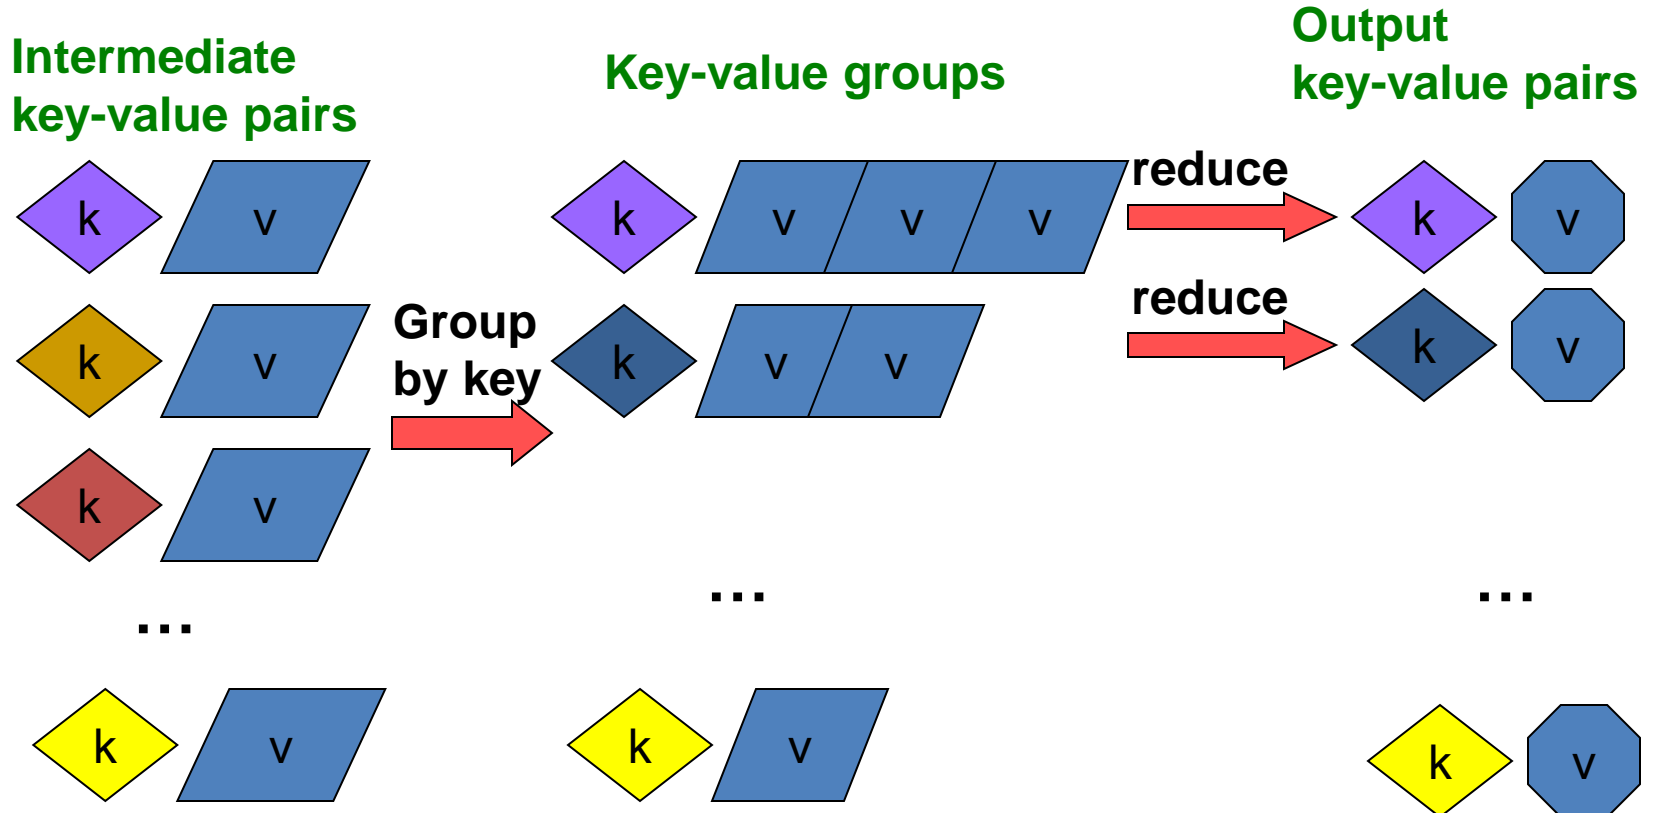 Intermediate
key-value pairs
Key-value groups
Output
key-value pairs
k v
k v v v
reduce
k v
k v
Group
by key
k v v
reduce
k v
k v
...
...
...
k v
k v
k v